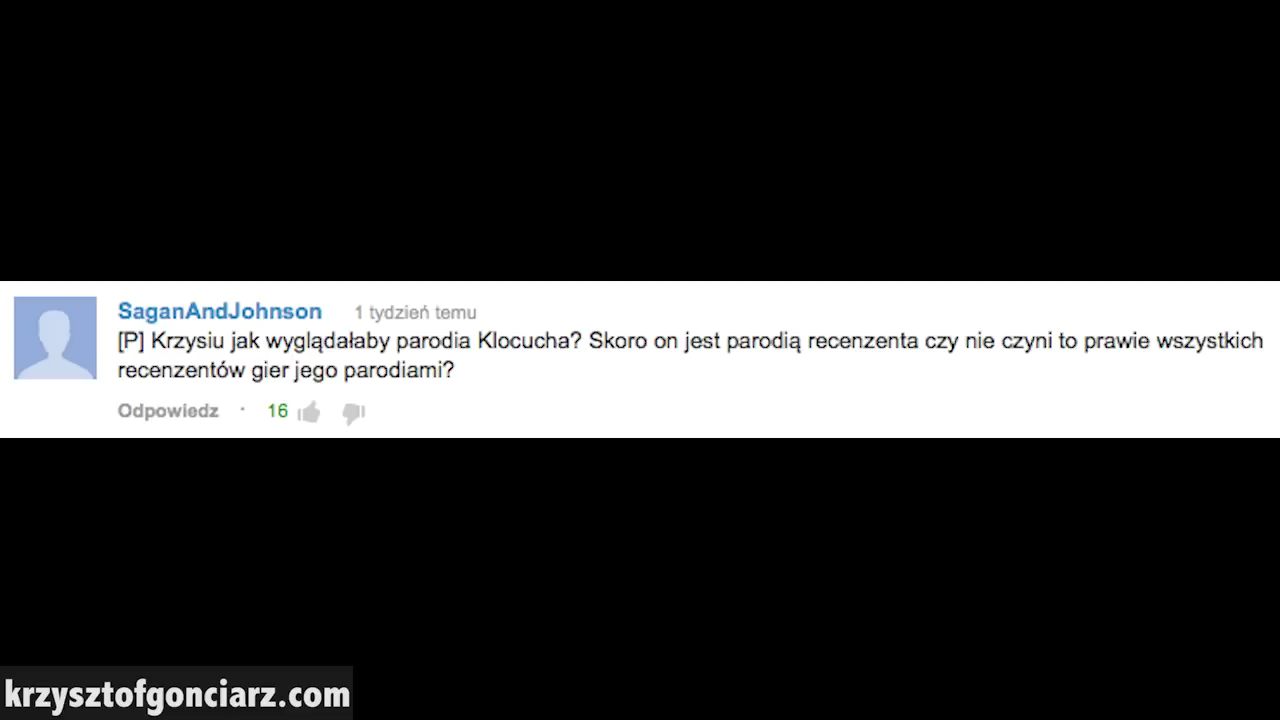 SaganAndJohnson 1 tydzień temu
[P] Krzysiu jak wyglądałaby parodia Klocucha? Skoro on jest parodią recenzenta czy nie czyni to prawie wszystkich
recenzentów gier jego parodiami?
Odpowiedz · 16
krzysztofgonciarz.com